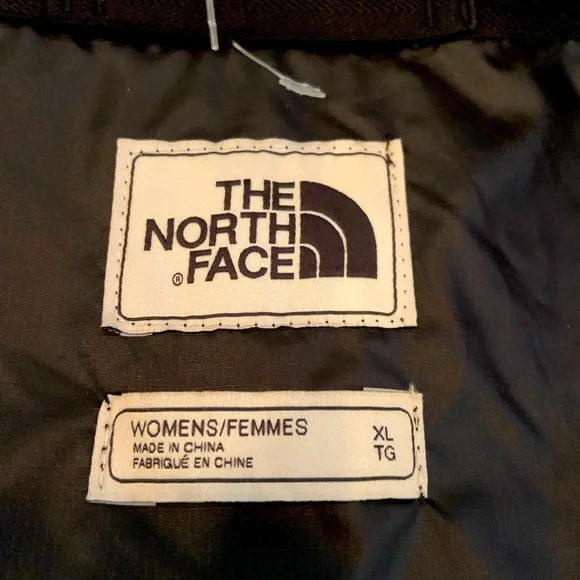 THE
NORTH
® FACE
WOMENS/FEMMES
MADE IN CHINA
FABRIQUÉ EN CHINE
XL
TG